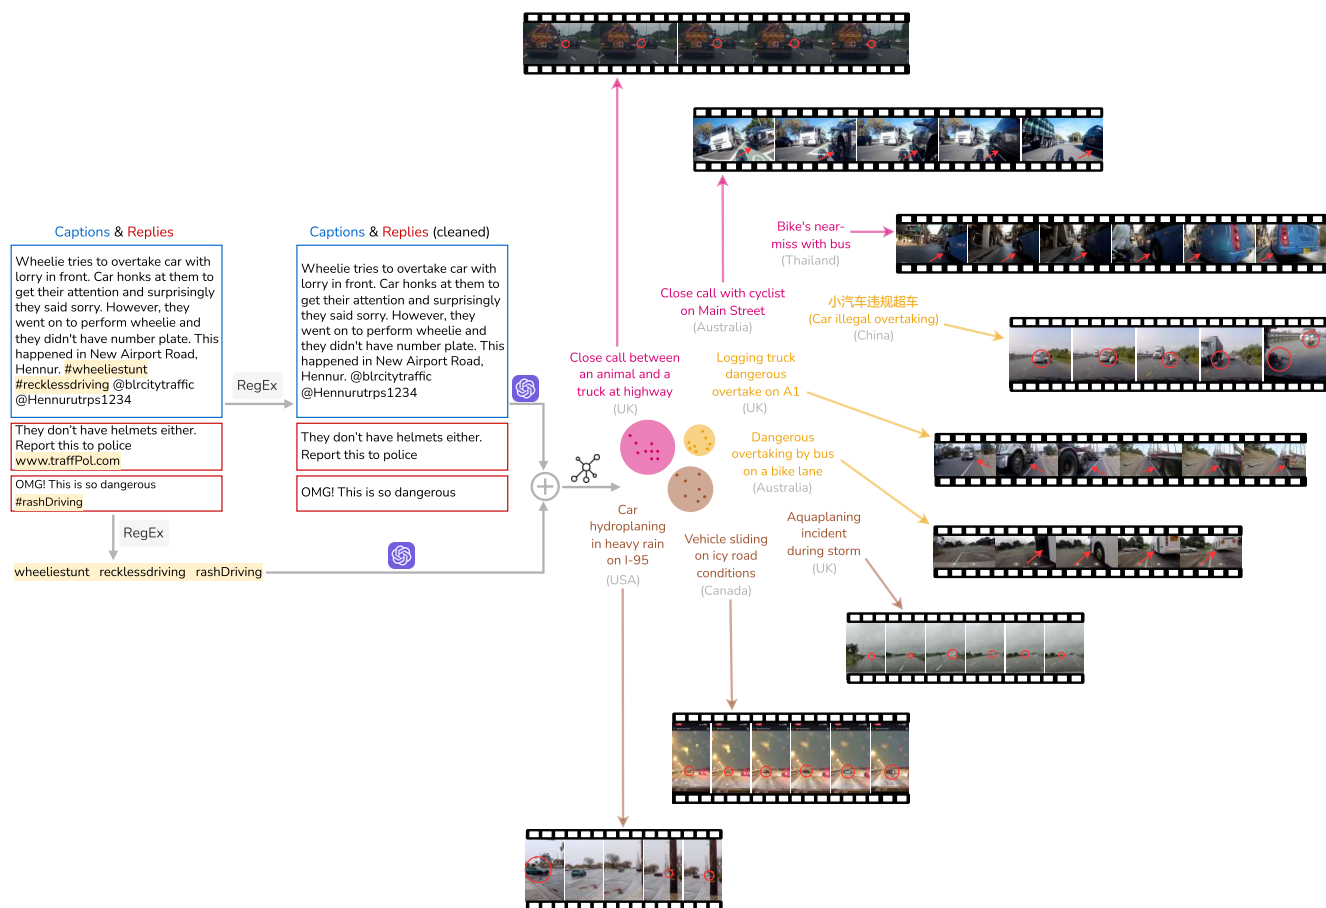 Captions & Replies
Wheelie tries to overtake car with
lorry in front. Car honks at them to
get their attention and surprisingly
they said sorry. However, they
went on to perform wheelie and
they didn't have number plate. This
happened in New Airport Road,
Hennur. #wheeliestunt
#recklessdriving @blrcitytraffic
@Hennurutrps1234
They don't have helmets either.
Report this to police
www.traffPol.com
OMG! This is so dangerous
#rashDriving
RegEx
RegEx
wheeliestunt recklessdriving rashDriving
Captions & Replies (cleaned)
Wheelie tries to overtake car with
lorry in front. Car honks at them to
get their attention and surprisingly
they said sorry. However, they
went on to perform wheelie and
they didn't have number plate. This
happened in New Airport Road,
Hennur. @blrcitytraffic
@Hennurutrps1234
They don't have helmets either.
Report this to police
OMG! This is so dangerous
Close call between
an animal and a
truck at highway
(UK)
Close call with cyclist
on Main Street
(Australia)
Bike's near-
miss with bus
(Thailand)
小汽车违规超车
(Car illegal overtaking)
(China)
Logging truck
dangerous
overtake on A1
(UK)
Dangerous
overtaking by bus
on a bike lane
(Australia)
Car
hydroplaning
in heavy rain
on I-95
(USA)
Vehicle sliding
on icy road
conditions
(Canada)
Aquaplaning
incident
during storm
(UK)